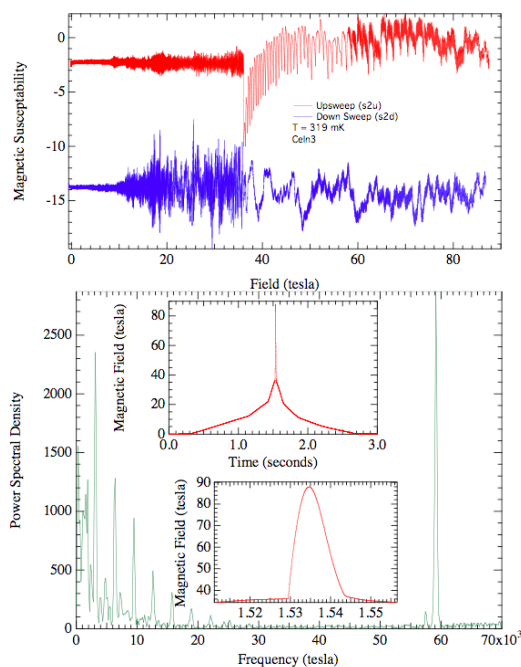 0
-5
-10
-15
Magnetic Susceptability
Upsweep (s2u)
Down Sweep (s2d)
T = 319 mK
CeIn3
0 20 40 60 80
Field (tesla)
2500
2000
1500
1000
500
0
Power Spectral Density
80
60
40
20
0
Magnetic Field (tesla)
0.0 1.0 2.0 3.0
Time (seconds)
90
80
70
60
50
40
Magnetic Field (tesla)
1.52 1.53 1.54 1.55
0 10 20 30 40 50 60 70x10³
Frequency (tesla)